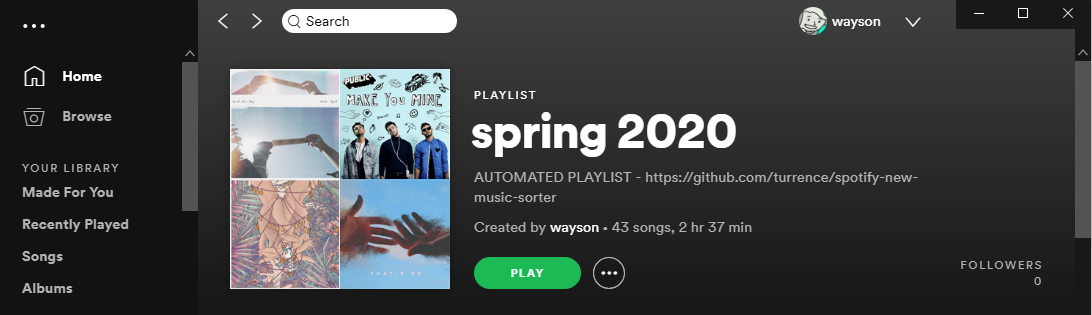 Search
wayson
Home
Browse
YOUR LIBRARY
Made For You
Recently Played
Songs
Albums
PUBLIC
MAKE YOU MINE
THAT'S US
PLAYLIST
spring 2020
AUTOMATED PLAYLIST - https://github.com/turrence/spotify-new-
music-sorter
Created by wayson • 43 songs, 2 hr 37 min
PLAY
FOLLOWERS
0